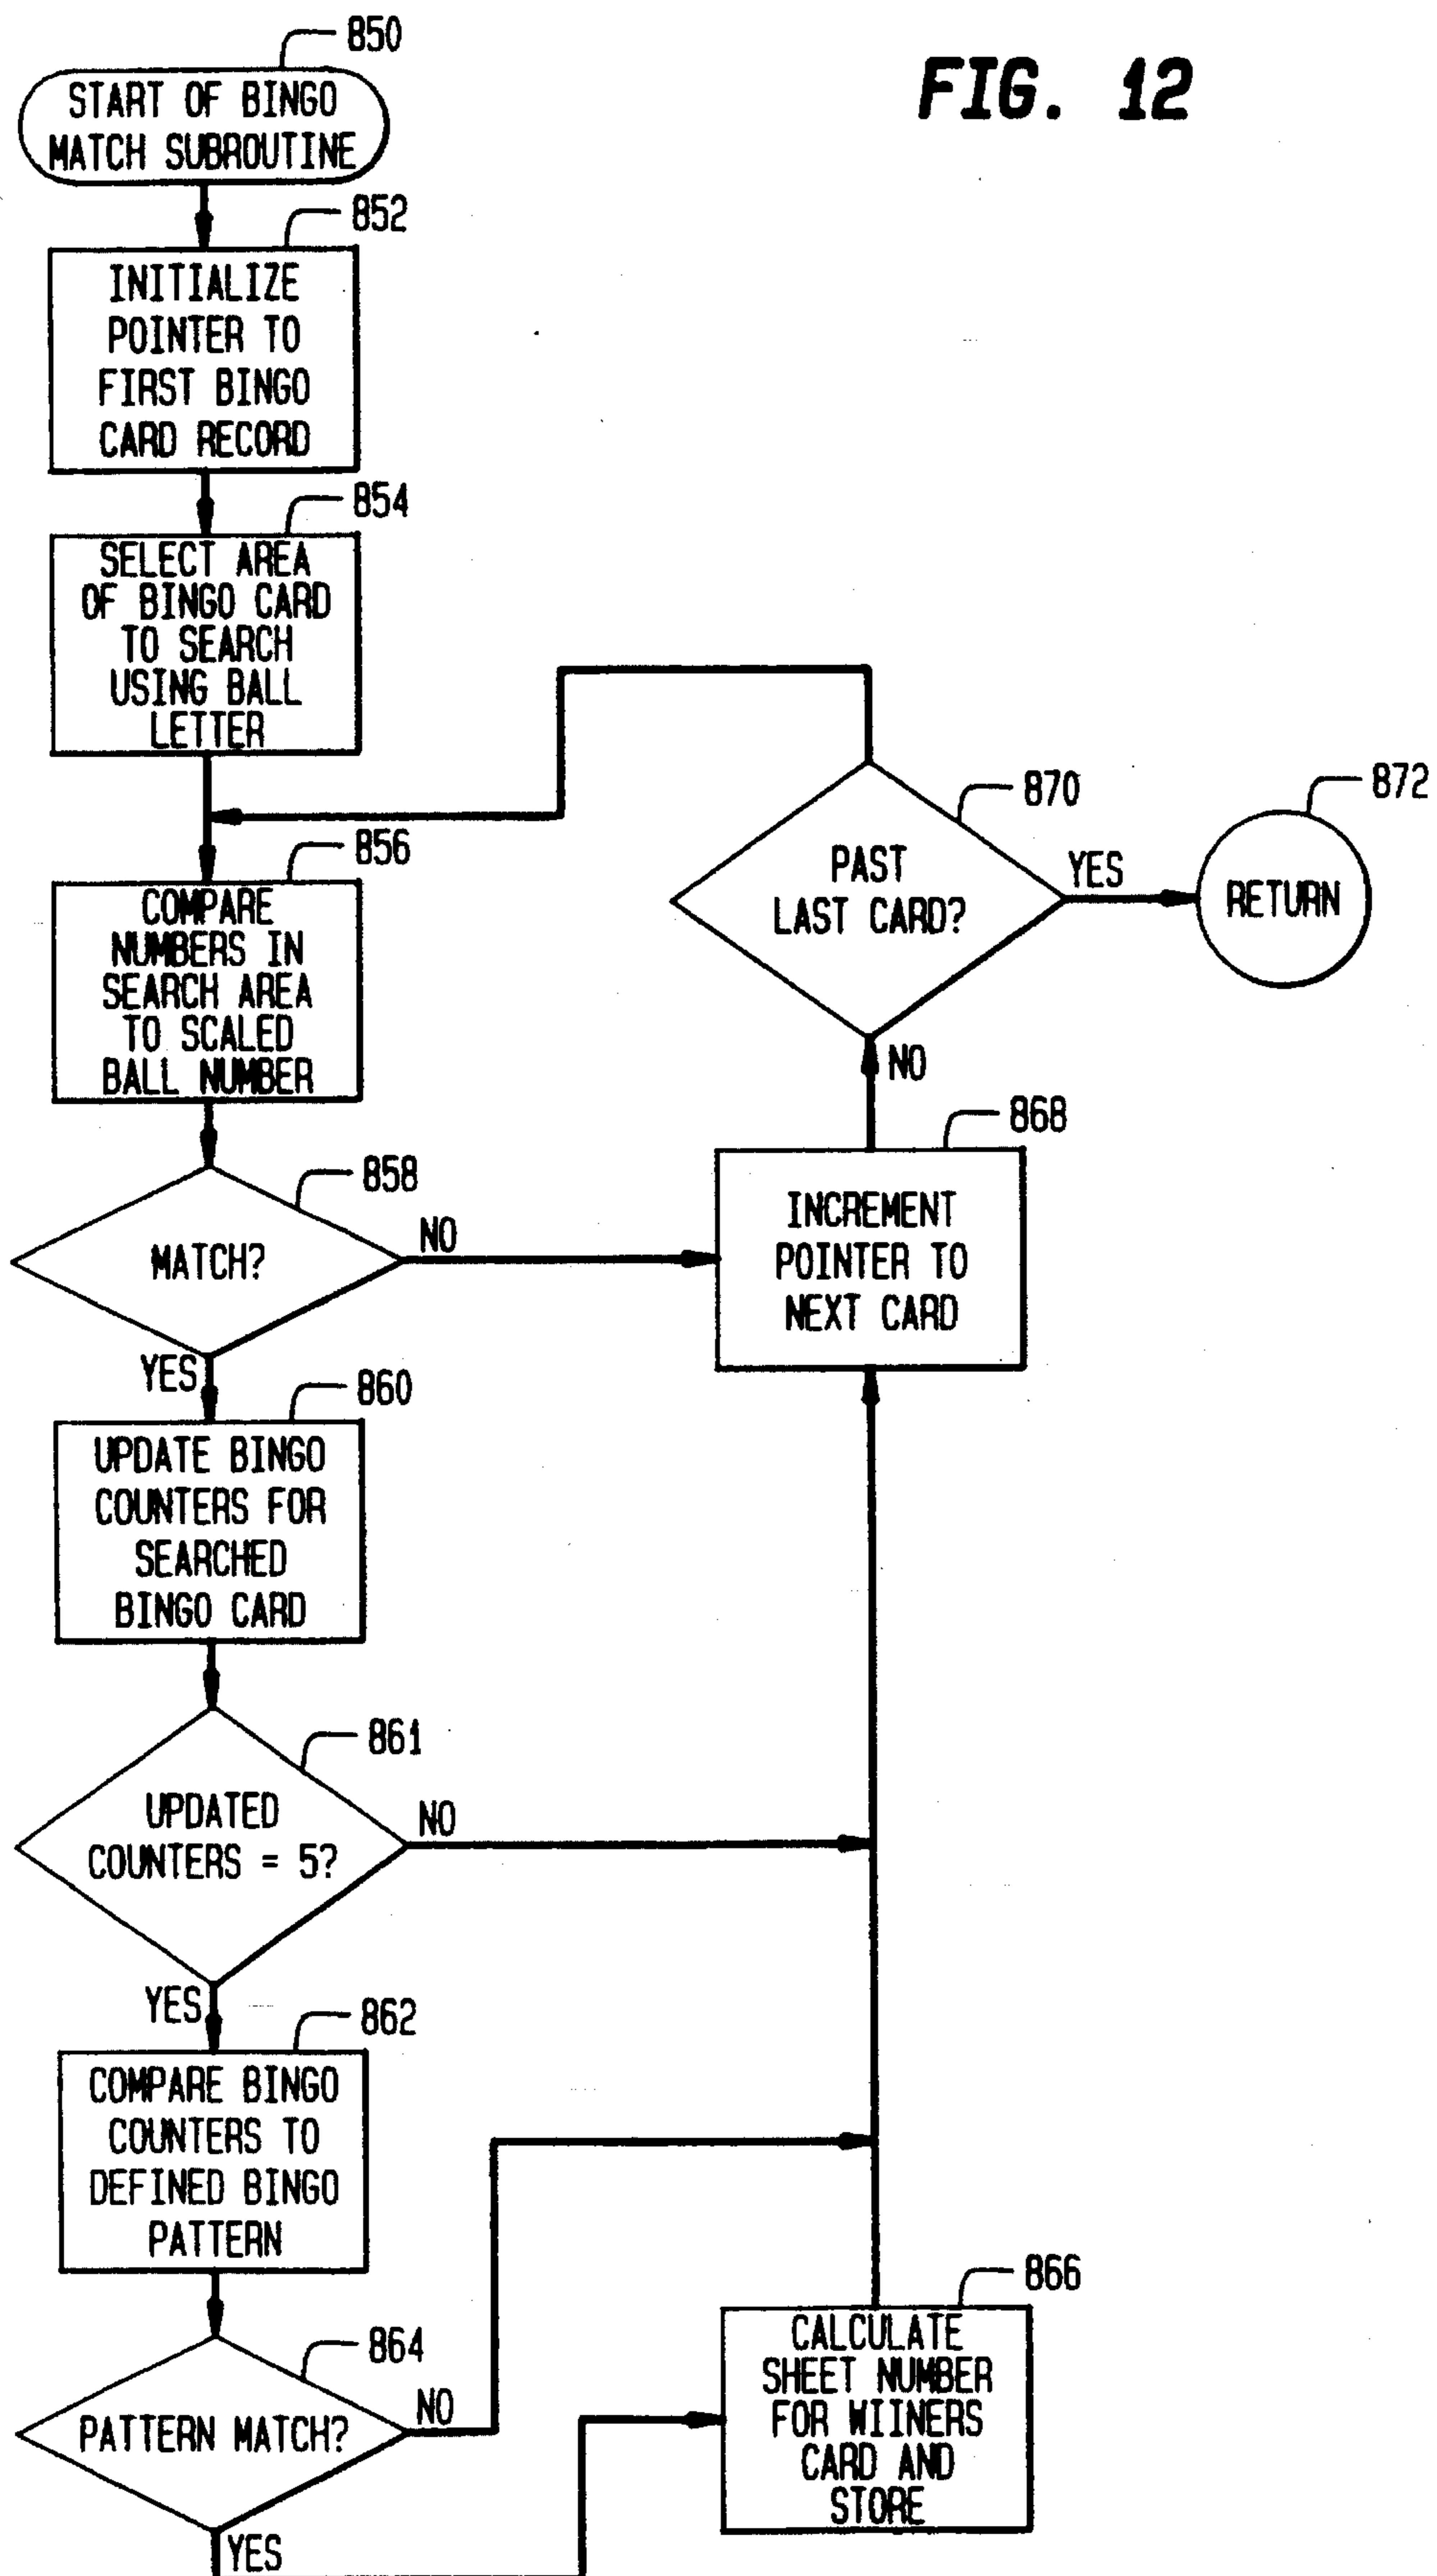 FIG. 12
850
START OF BINGO
MATCH SUBROUTINE
852
INITIALIZE
POINTER TO
FIRST BINGO
CARD RECORD
854
SELECT AREA
OF BINGO CARD
TO SEARCH
USING BALL
LETTER
856
COMPARE
NUMBERS IN
SEARCH AREA
TO SCALED
BALL NUMBER
858
MATCH?
NO
YES
860
UPDATE BINGO
COUNTERS FOR
SEARCHED
BINGO CARD
861
UPDATED
COUNTERS = 5?
NO
YES
862
COMPARE BINGO
COUNTERS TO
DEFINED BINGO
PATTERN
864
PATTERN MATCH?
NO
YES
866
CALCULATE
SHEET NUMBER
FOR WIINERS
CARD AND
STORE
868
INCREMENT
POINTER TO
NEXT CARD
NO
870
PAST
LAST CARD?
YES
872
RETURN